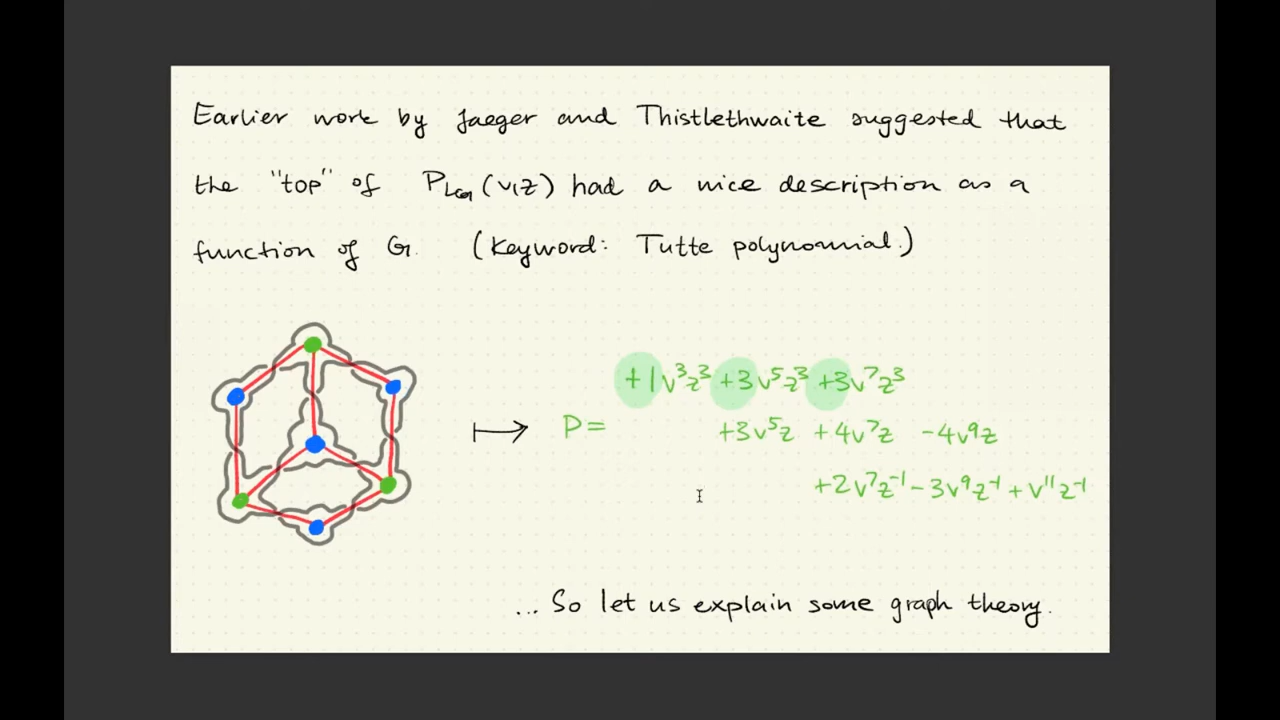 Earlier work by Jaeger and Thistlethwaite suggested that
the "top" of P_{L_G}(v,z) had a nice description as a
function of G. (Keyword: Tutte polynomial.)
+1v³z³ +3v⁵z³ +3v⁷z³
P= +3v⁵z +4v⁷z -4v⁹z
+2v⁷z⁻¹ -3v⁹z⁻¹ +v¹¹z⁻¹
... So let us explain some graph theory.